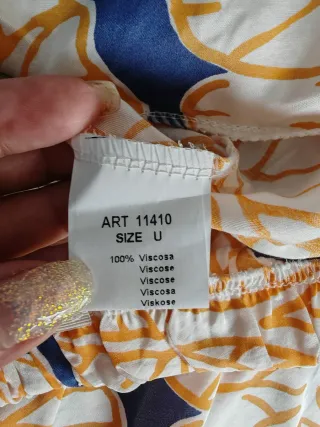 ART 11410
SIZE U
100% Viscosa
Viscose
Viscose
Viscosa
Viskose